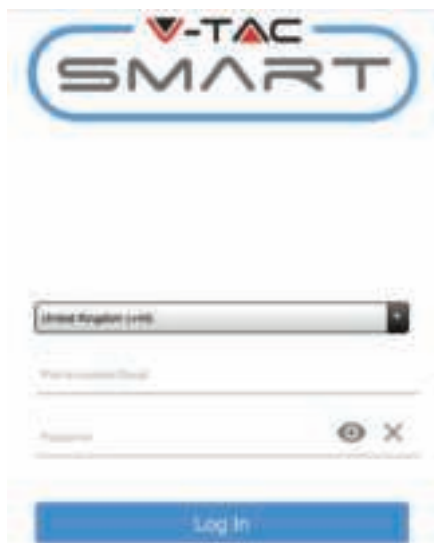 V-TAC
SMART
United Kingdom (+44)
Password
Log In